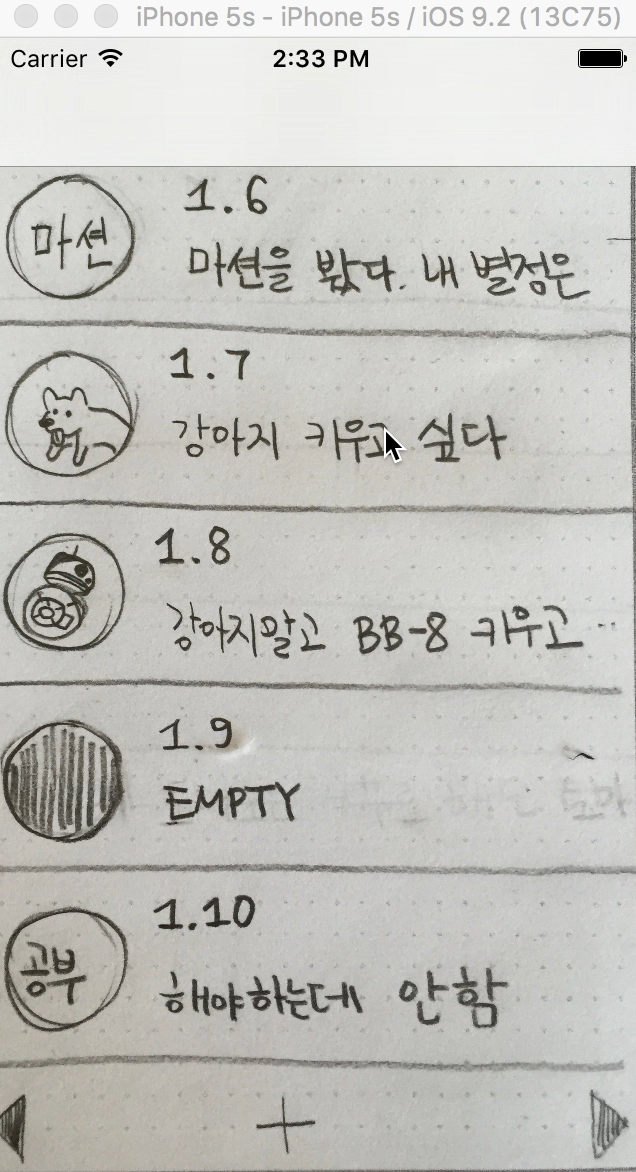 iPhone 5s - iPhone 5s / iOS 9.2 (13C75)
Carrier 2:33 PM
마션
1.6
마션을 봤다. 내 별점은
1.7
강아지 키우고 싶다
1.8
강아지말고 BB-8 키우고 ..
1.9
EMPTY
공부
1.10
해야하는데 안함
+